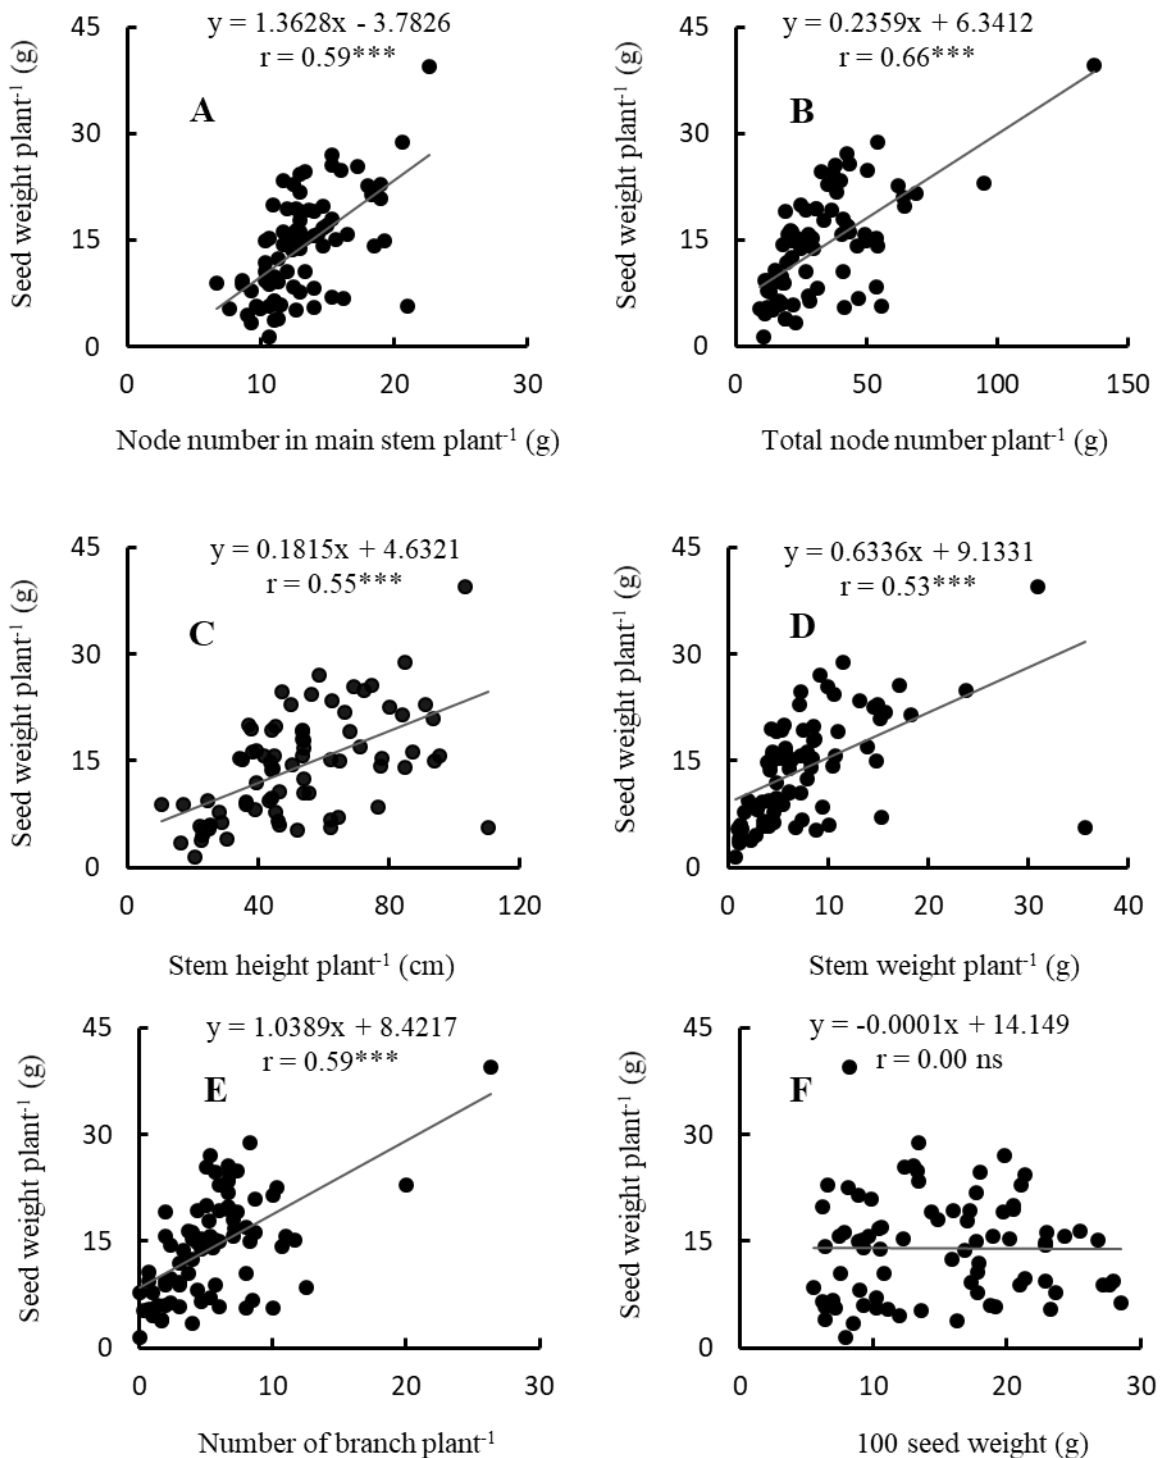 y = 1.3628x - 3.7826
r = 0.59***
A
Seed weight plant⁻¹ (g)
45
30
15
0
0 10 20 30
Node number in main stem plant⁻¹ (g)
y = 0.2359x + 6.3412
r = 0.66***
B
Seed weight plant⁻¹ (g)
45
30
15
0
0 50 100 150
Total node number plant⁻¹ (g)
y = 0.1815x + 4.6321
r = 0.55***
C
Seed weight plant⁻¹ (g)
45
30
15
0
0 40 80 120
Stem height plant⁻¹ (cm)
y = 0.6336x + 9.1331
r = 0.53***
D
Seed weight plant⁻¹ (g)
45
30
15
0
0 10 20 30 40
Stem weight plant⁻¹ (g)
y = 1.0389x + 8.4217
r = 0.59***
E
Seed weight plant⁻¹ (g)
45
30
15
0
0 10 20 30
Number of branch plant⁻¹
y = -0.0001x + 14.149
r = 0.00 ns
F
Seed weight plant⁻¹ (g)
45
30
15
0
0 10 20 30
100 seed weight (g)